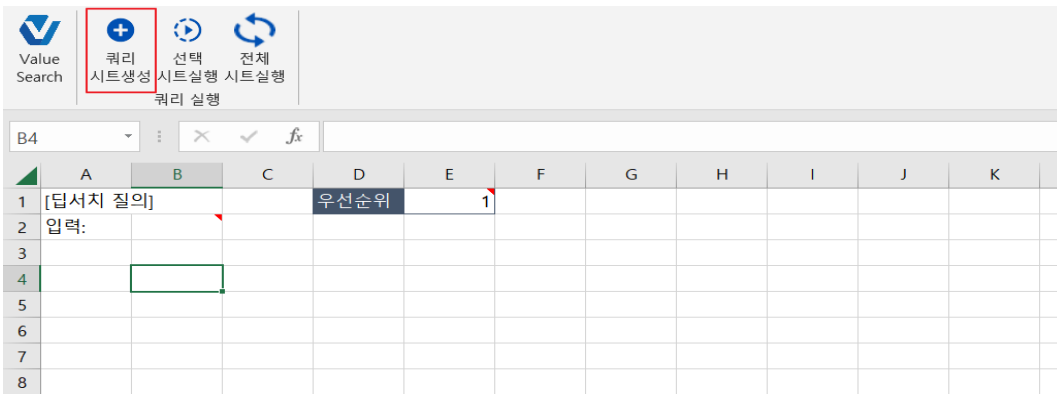 Value
Search
쿼리
시트생성
선택
시트실행
전체
시트실행
쿼리 실행
B4
fx
A B C D E F G H I J K
1 [딥서치 질의] 우선순위 1
2 입력:
3
4
5
6
7
8